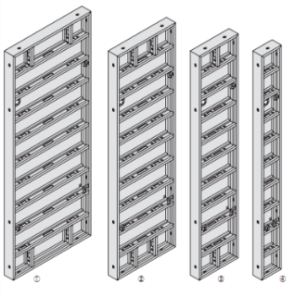 ① ② ③ ④